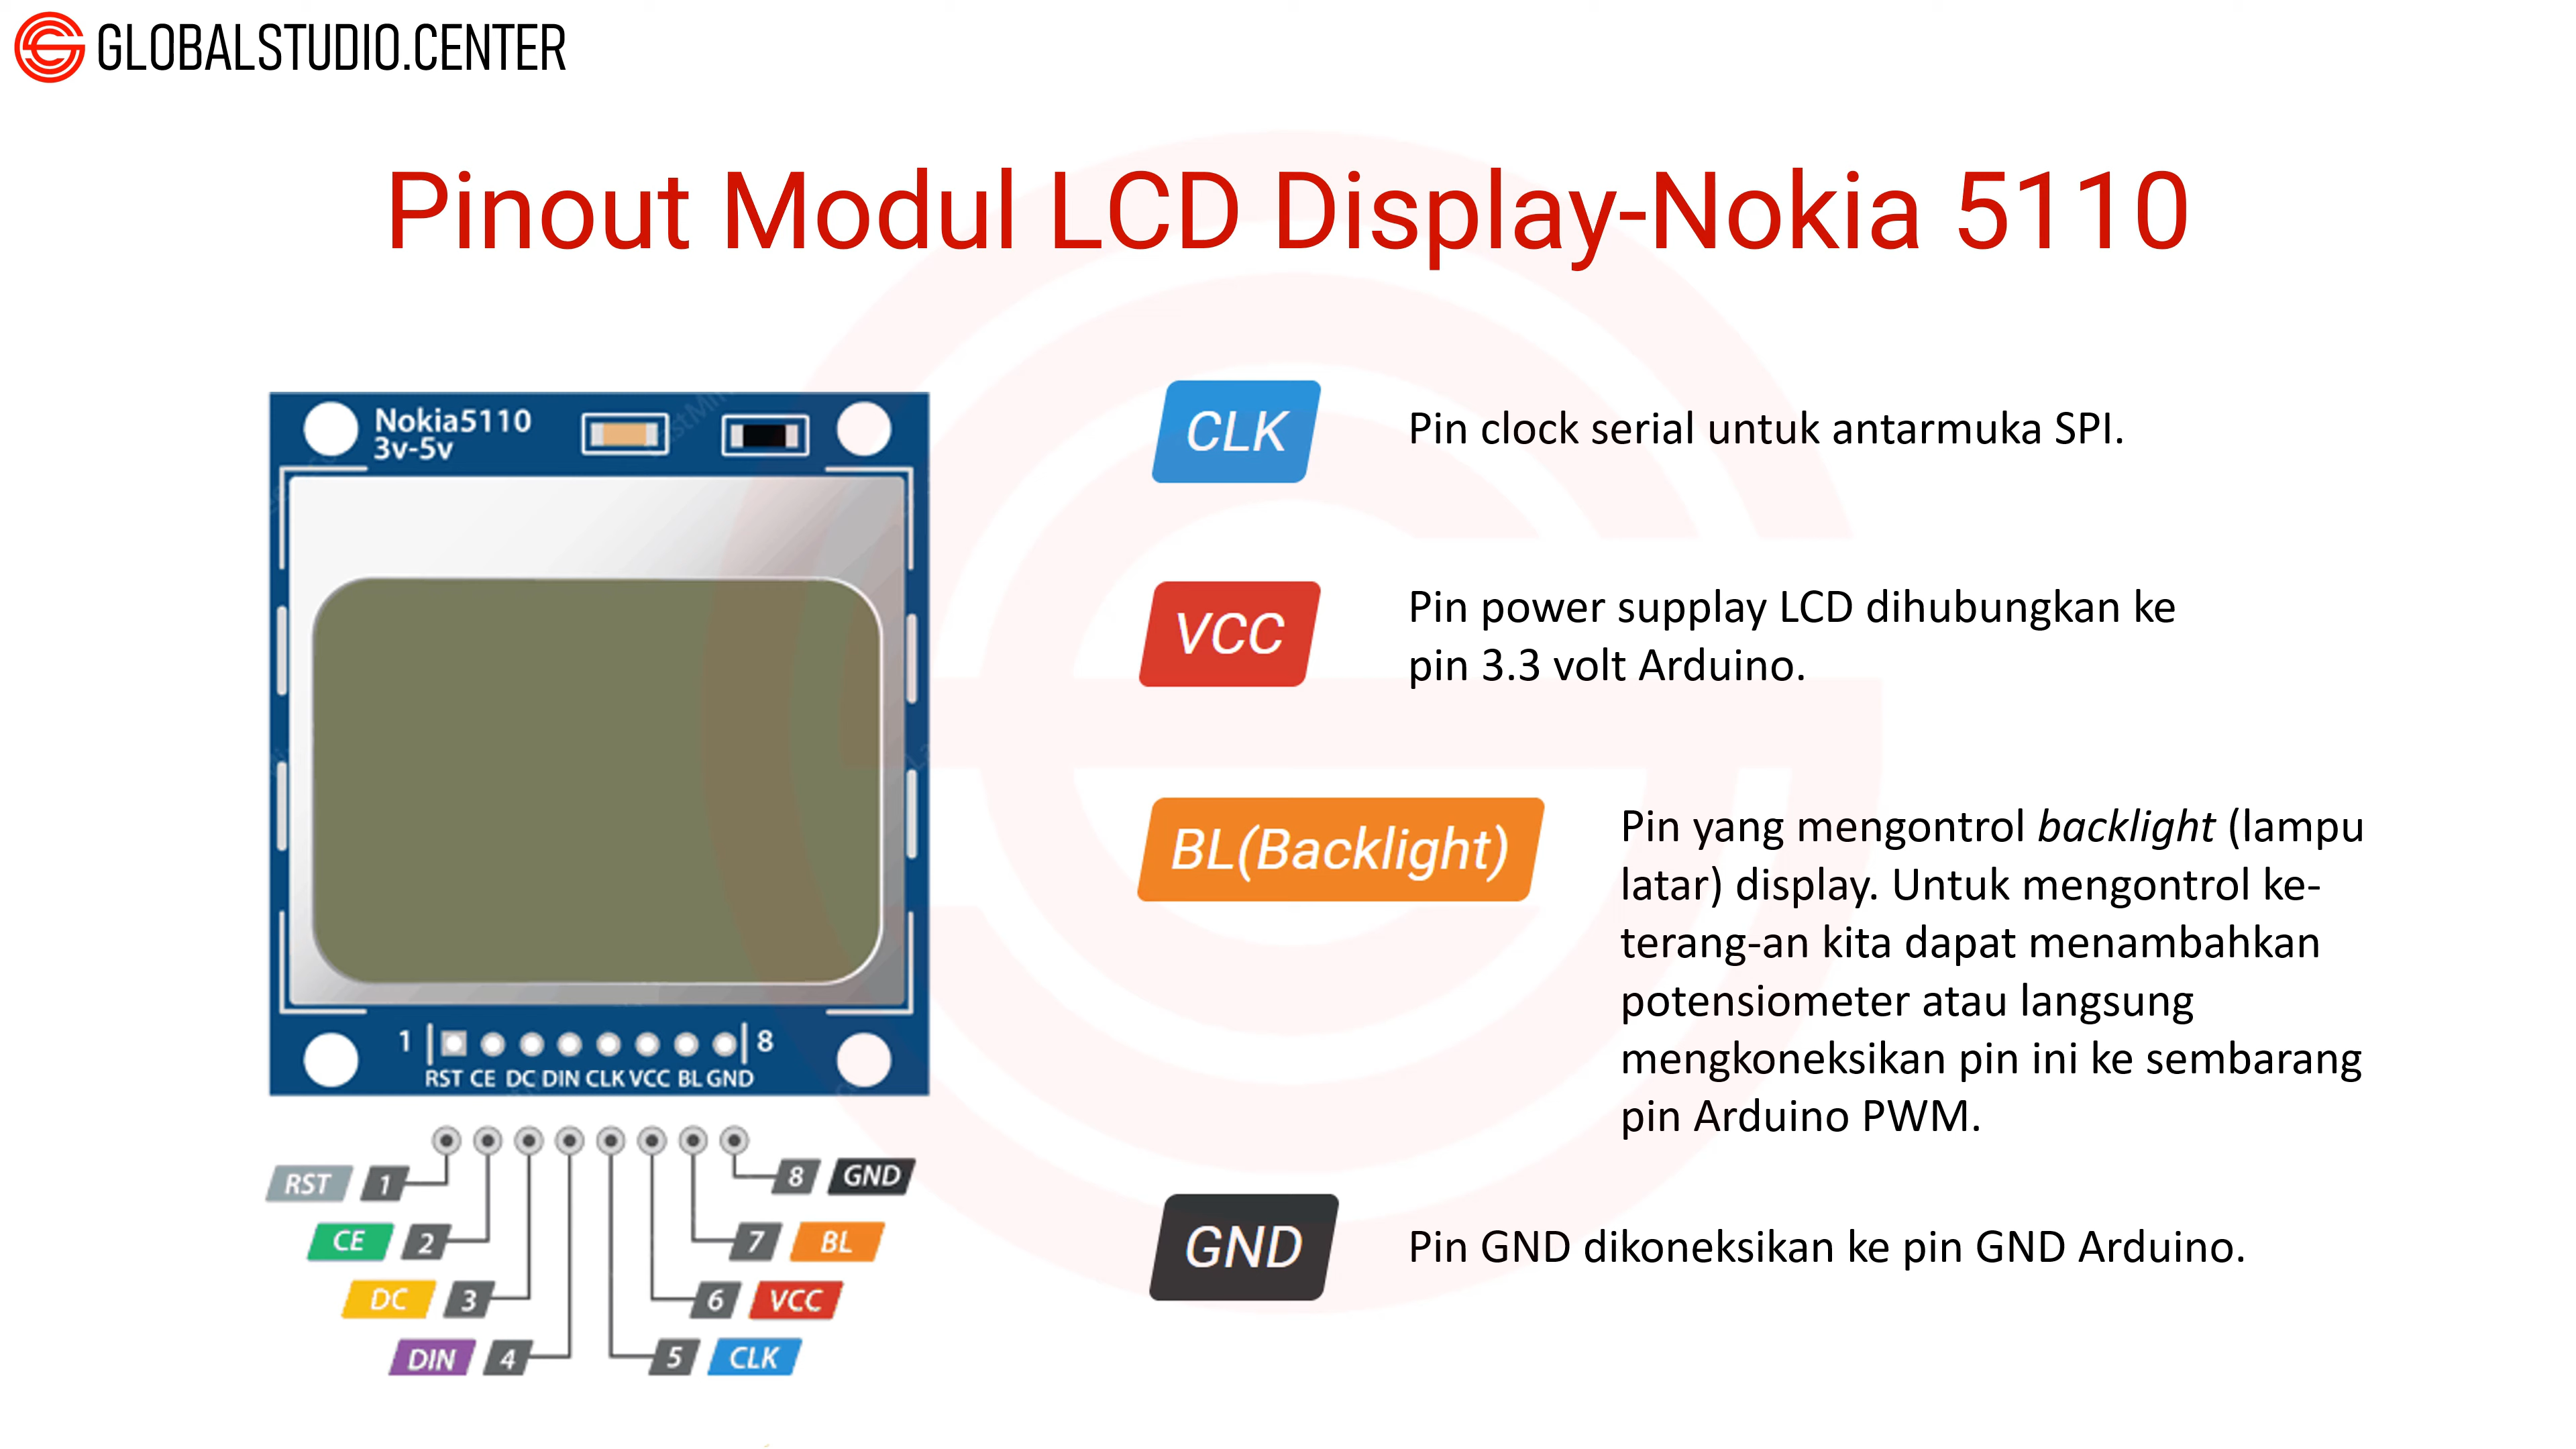 GLOBALSTUDIO.CENTER
Pinout Modul LCD Display-Nokia 5110
Nokia5110
3v-5v
1 8
RST CE DC DIN CLK VCC BL GND
RST 1
CE 2
DC 3
DIN 4
8 GND
7 BL
6 VCC
5 CLK
CLK
Pin clock serial untuk antarmuka SPI.
VCC
Pin power supplay LCD dihubungkan ke
pin 3.3 volt Arduino.
BL(Backlight)
Pin yang mengontrol backlight (lampu
latar) display. Untuk mengontrol ke-
terang-an kita dapat menambahkan
potensiometer atau langsung
mengkoneksikan pin ini ke sembarang
pin Arduino PWM.
GND
Pin GND dikoneksikan ke pin GND Arduino.